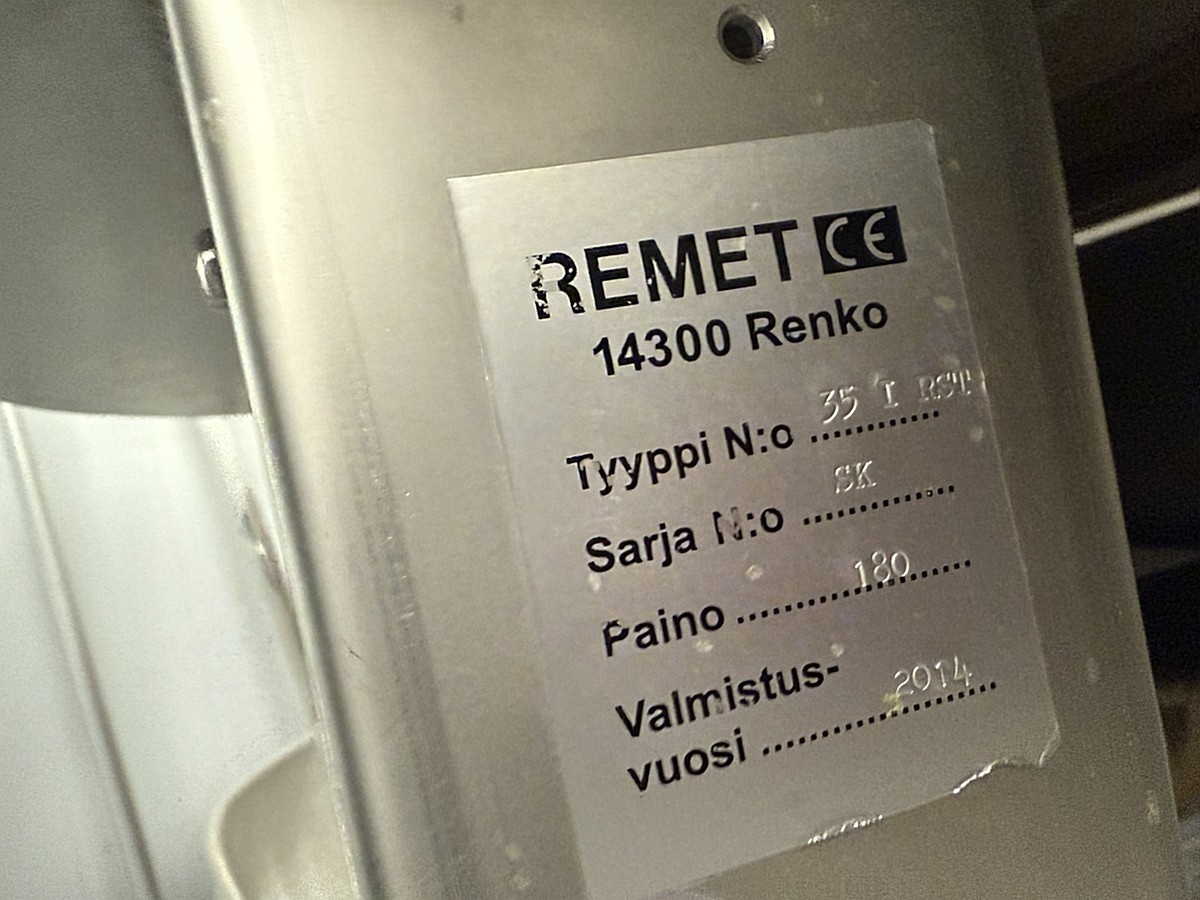 REMET CE
14300 Renko
Tyyppi N:o 35 I RST
Sarja N:o SK
Paino 180
Valmistus-
vuosi 2014